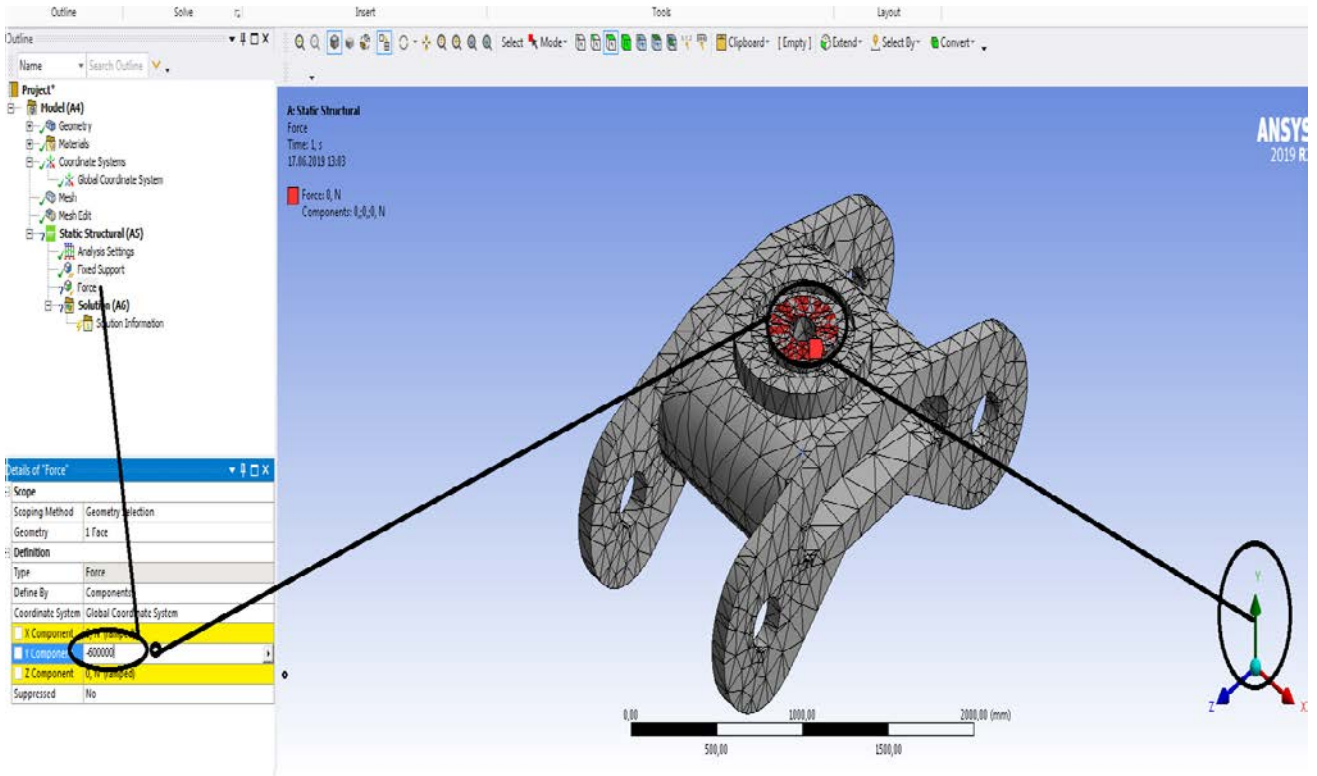 Outline Solve Insert Tools Layout
Outline
Name Search Outline
Select Mode Clipboard [Empty] Extend Select By Convert
Project*
Model (A4)
Geometry
Materials
Coordinate Systems
Global Coordinate System
Mesh
Mesh Edit
Static Structural (A5)
Analysis Settings
Fixed Support
Force
Solution (A6)
Solution Information
A: Static Structural
Force
Time: 1, s
17.06.2019 13:03
Force: 0, N
Components: 0,;0,;0, N
ANSYS
2019 R
Details of "Force"
Scope
Scoping Method Geometry Selection
Geometry 1 Face
Definition
Type Force
Define By Components
Coordinate System Global Coordinate System
X Component 0, N (ramped)
Y Component -600000
Z Component 0, N (ramped)
Suppressed No
0,00 1000,00 2000,00 (mm)
500,00 1500,00
Y
Z X